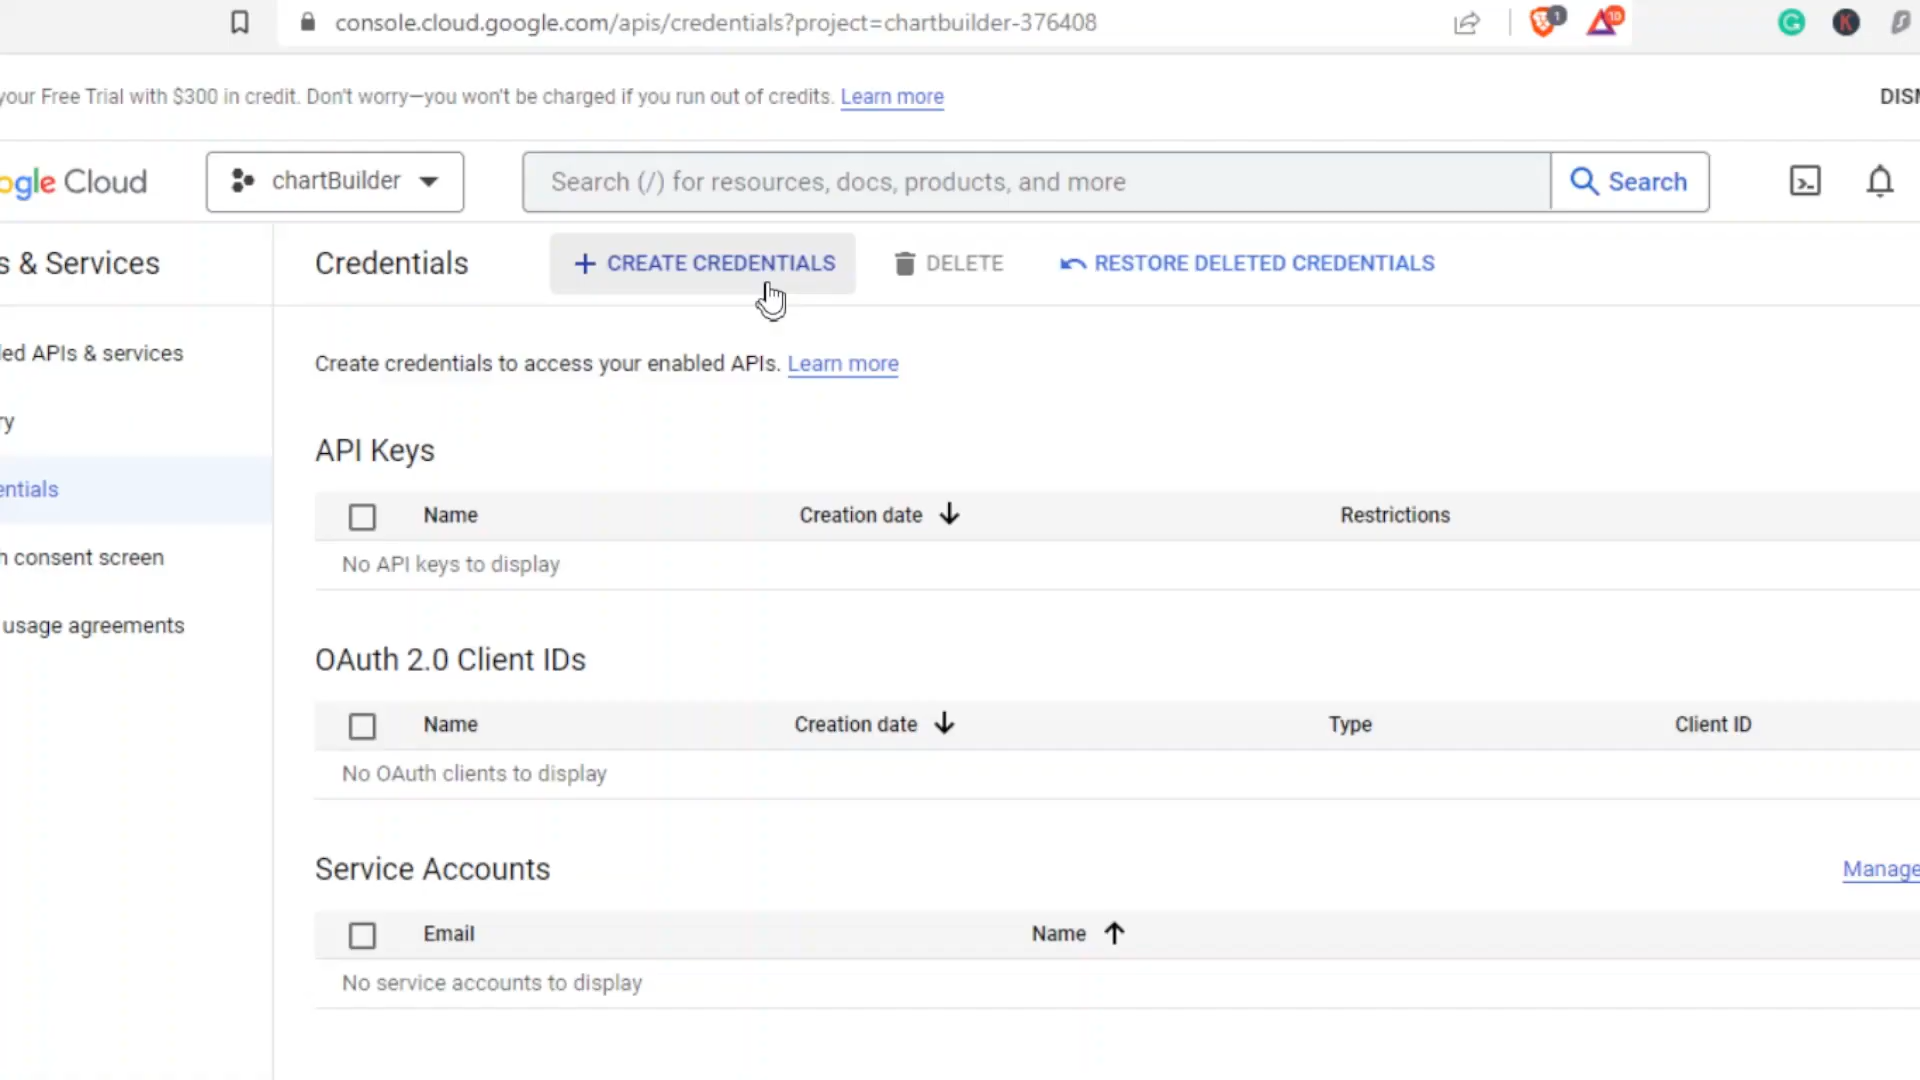 console.cloud.google.com/apis/credentials?project=chartbuilder-376408
1
10
G
K
your Free Trial with $300 in credit. Don't worry—you won't be charged if you run out of credits. Learn more
DISM
ogle Cloud
chartBuilder
Search (/) for resources, docs, products, and more
Search
s & Services
Credentials
+ CREATE CREDENTIALS
DELETE
RESTORE DELETED CREDENTIALS
led APIs & services
ry
entials
h consent screen
usage agreements
Create credentials to access your enabled APIs. Learn more
API Keys
Name
Creation date
Restrictions
No API keys to display
OAuth 2.0 Client IDs
Name
Creation date
Type
Client ID
No OAuth clients to display
Service Accounts
Manage
Email
Name
No service accounts to display